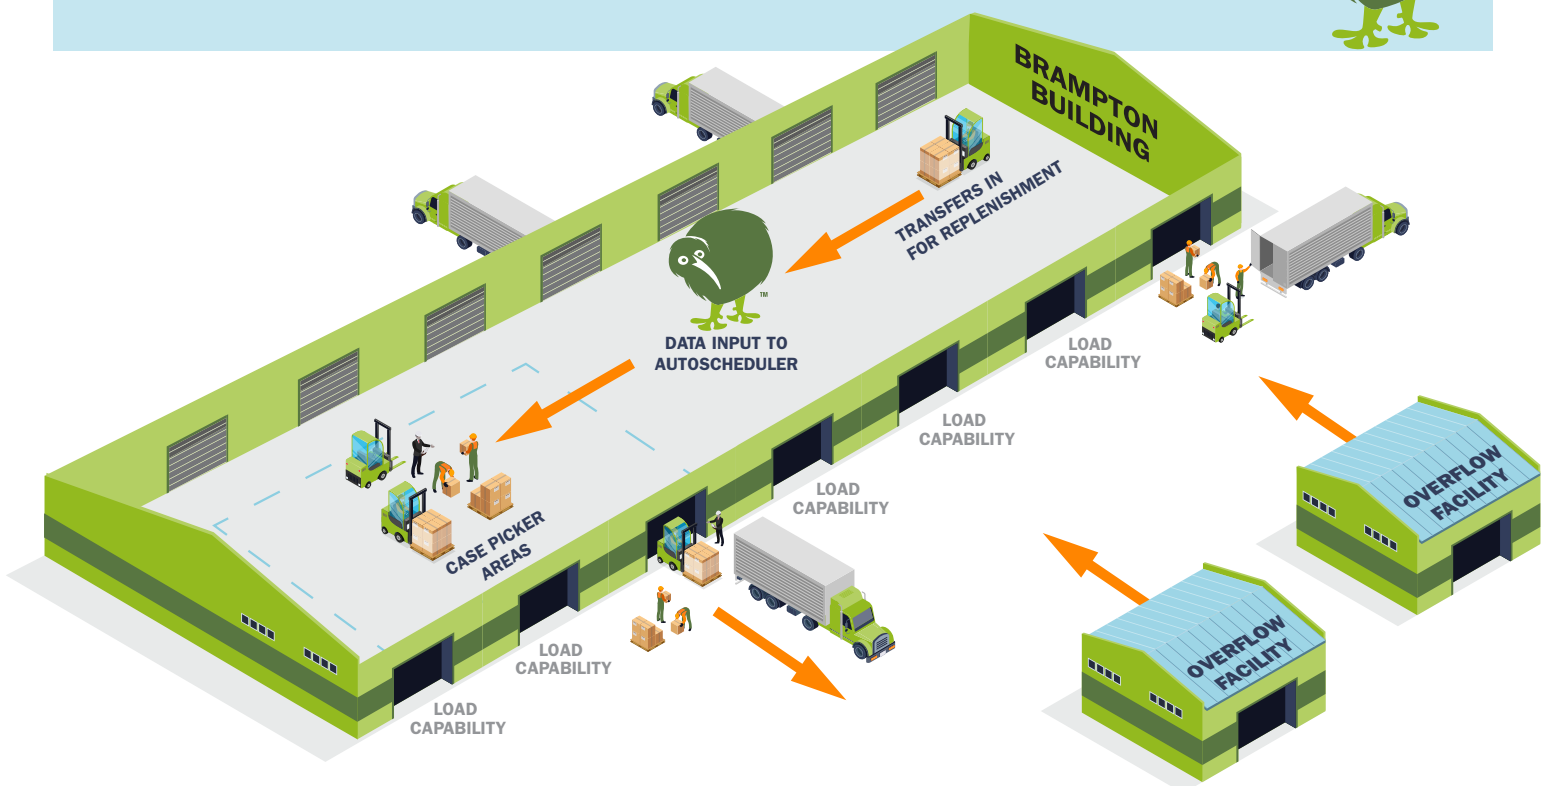 BRAMPTON
BUILDING
TRANSFERS IN
FOR REPLENISHMENT
TM
DATA INPUT TO
AUTOSCHEDULER
LOAD
CAPABILITY
LOAD
CAPABILITY
LOAD
CAPABILITY
OVERFLOW
FACILITY
CASE PICKER
AREAS
OVERFLOW
FACILITY
LOAD
CAPABILITY
LOAD
CAPABILITY